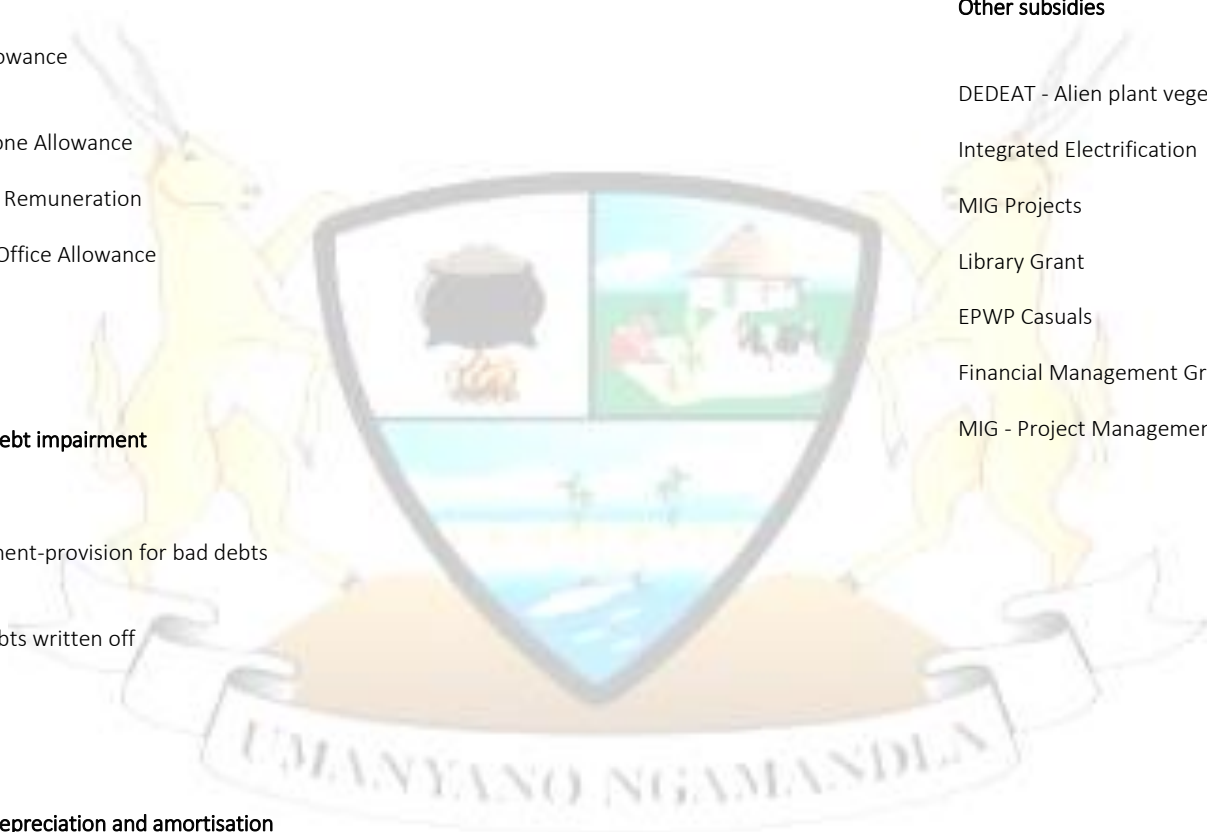 owance
one Allowance
Remuneration
Office Allowance
ebt impairment
nent-provision for bad debts
bts written off
epreciation and amortisation
Other subsidies
DEDEAT - Alien plant vege
Integrated Electrification
MIG Projects
Library Grant
EPWP Casuals
Financial Management Gr
MIG - Project Managemen
UMANYANO NGAMANDLA